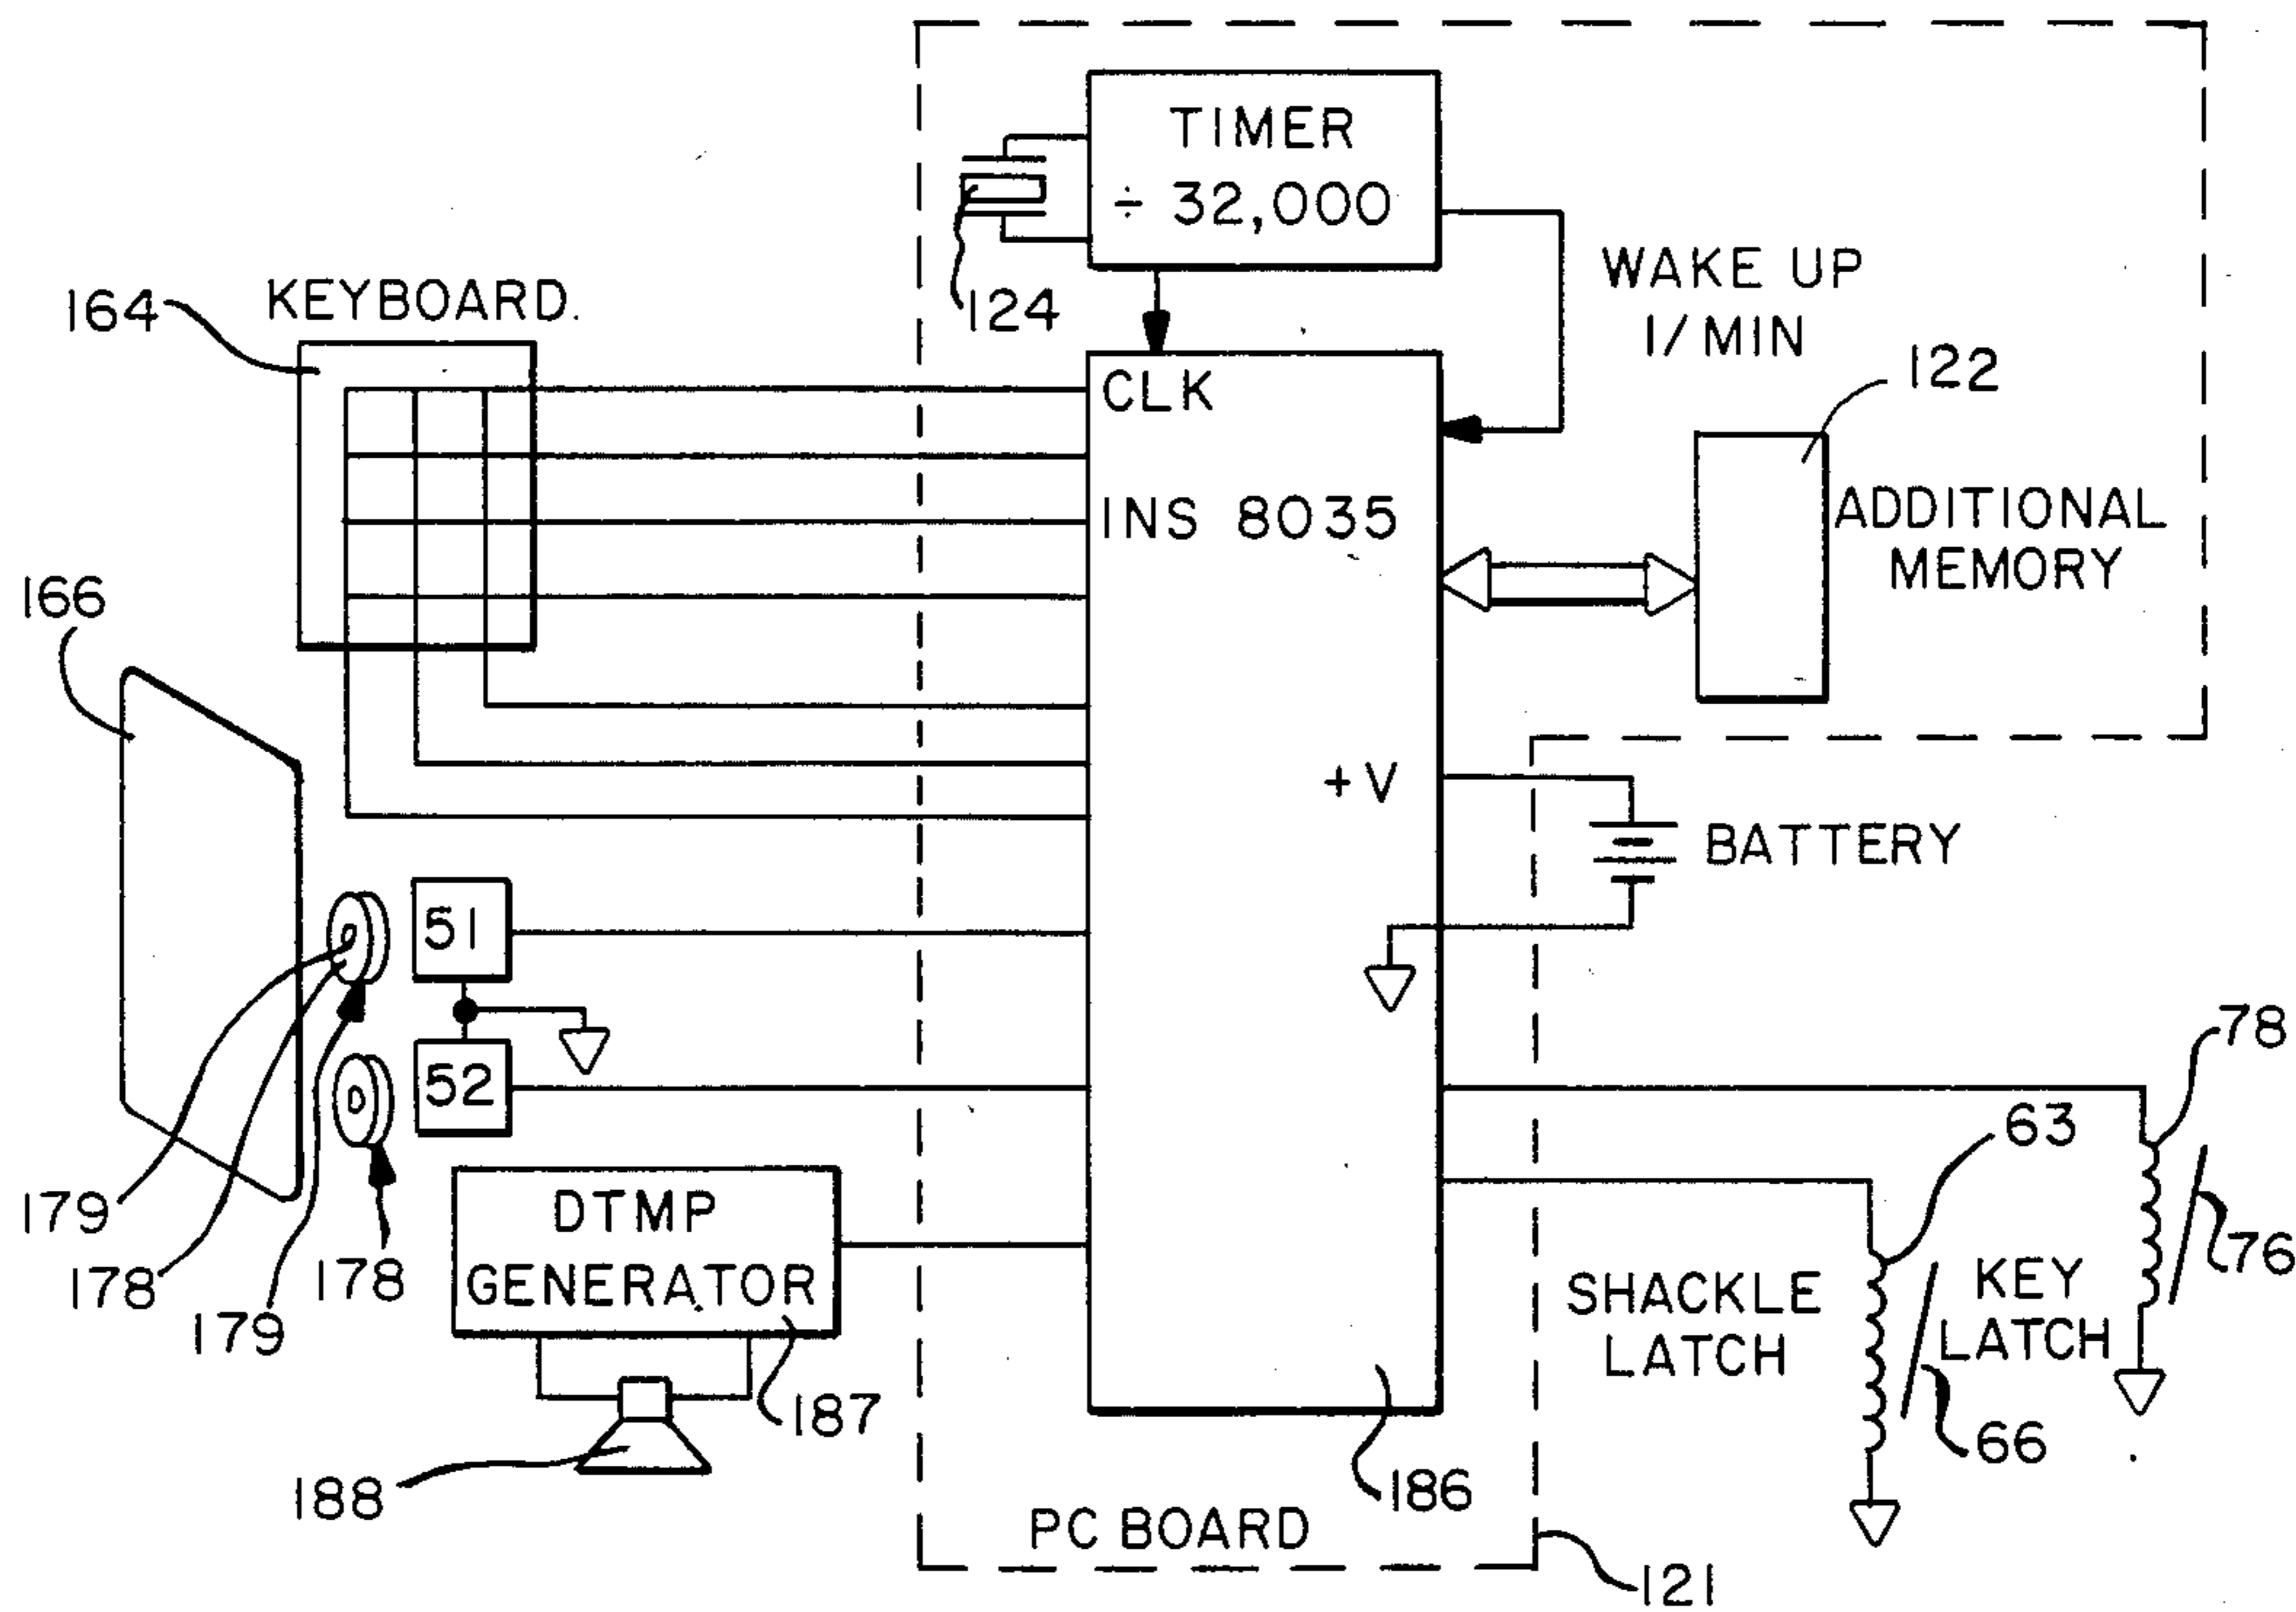 TIMER
÷ 32,000
124
WAKE UP
1/MIN
KEYBOARD.
164
CLK
122
INS 8035
ADDITIONAL
MEMORY
166
+V
BATTERY
51
52
78
63
76
179
178
179
178
DTMP
GENERATOR
SHACKLE
LATCH
KEY
LATCH
66
187
188
186
PC BOARD
121